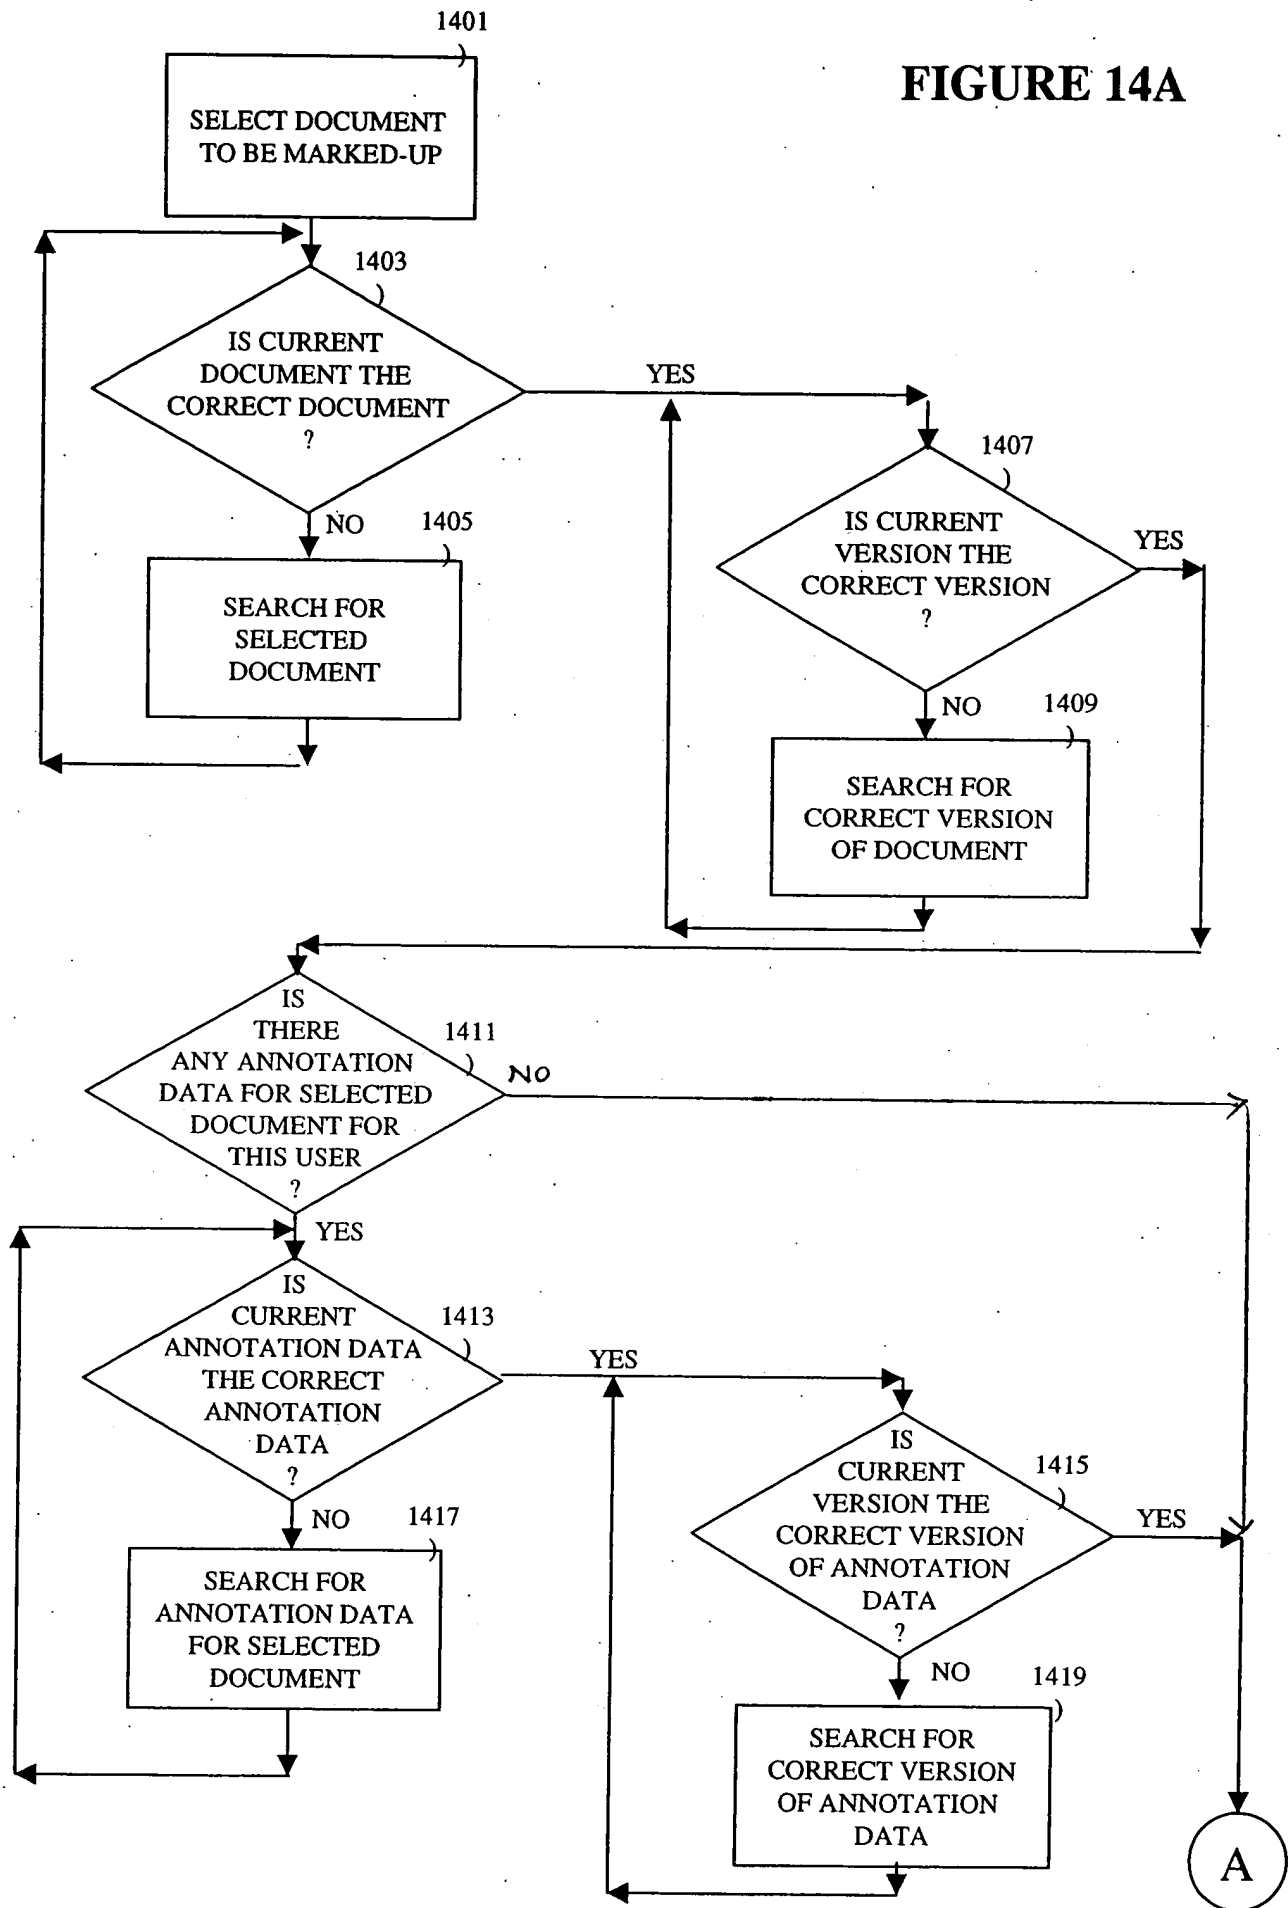 1401
FIGURE 14A
SELECT DOCUMENT
TO BE MARKED-UP
1403
IS CURRENT
DOCUMENT THE
CORRECT DOCUMENT
?
YES
NO
1405
SEARCH FOR
SELECTED
DOCUMENT
1407
IS CURRENT
VERSION THE
CORRECT VERSION
?
YES
NO
1409
SEARCH FOR
CORRECT VERSION
OF DOCUMENT
IS
THERE
ANY ANNOTATION
DATA FOR SELECTED
DOCUMENT FOR
THIS USER
?
1411
NO
YES
IS
CURRENT
ANNOTATION DATA
THE CORRECT
ANNOTATION
DATA
?
1413
YES
NO
1417
SEARCH FOR
ANNOTATION DATA
FOR SELECTED
DOCUMENT
IS
CURRENT
VERSION THE
CORRECT VERSION
OF ANNOTATION
DATA
?
1415
YES
NO
1419
SEARCH FOR
CORRECT VERSION
OF ANNOTATION
DATA
A